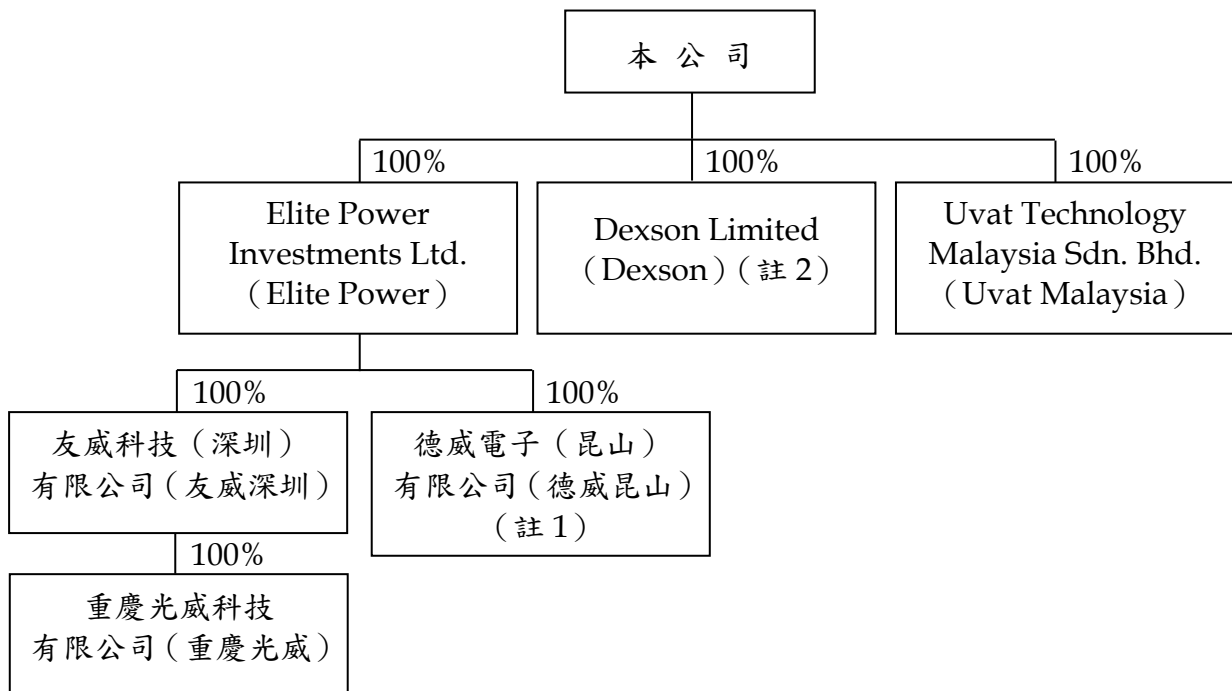 本公司
100%
100%
100%
Elite Power
Investments Ltd.
（Elite Power）
Dexson Limited
（Dexson）（註 2）
Uvat Technology
Malaysia Sdn. Bhd.
（Uvat Malaysia）
100%
100%
友威科技（深圳）
有限公司（友威深圳）
德威電子（昆山）
有限公司（德威昆山）
（註 1）
100%
重慶光威科技
有限公司（重慶光威）